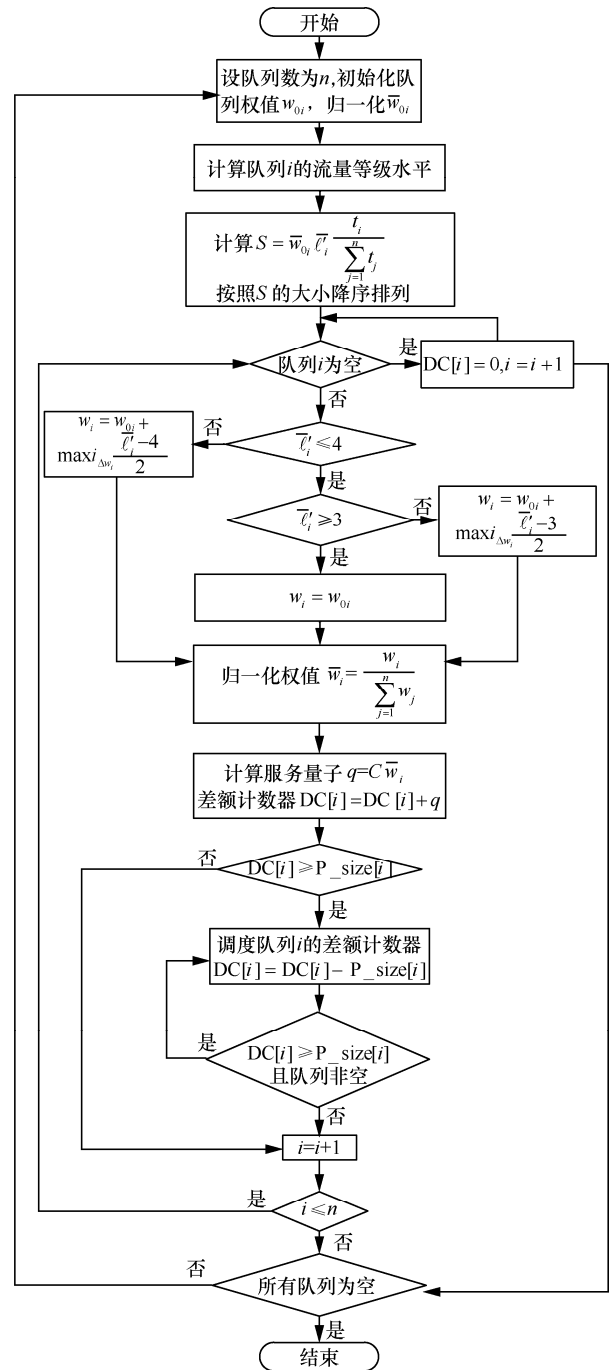 开始
设队列数为n,初始化队
列权值w₀ᵢ，归一化w̅₀ᵢ
计算队列i的流量等级水平
计算 S = w̅₀ᵢ ℓ̅′ᵢ tᵢ / ∑ⱼ₌₁ⁿ tⱼ
按照S的大小降序排列
队列i为空
是
DC[i]=0,i=i+1
否
wᵢ = w₀ᵢ +
maxi_Δwᵢ (ℓ̅′ᵢ−4)/2
否
ℓ̅′ᵢ≤4
是
ℓ̅′ᵢ≥3
否
wᵢ = w₀ᵢ +
maxi_Δwᵢ (ℓ̅′ᵢ−3)/2
是
wᵢ = w₀ᵢ
归一化权值 w̅ᵢ = wᵢ / ∑ⱼ₌₁ⁿ wⱼ
计算服务量子 q=C w̅ᵢ
差额计数器 DC[i]=DC [i]+q
否
DC[i]≥P_size[i]
是
调度队列i的差额计数器
DC[i]= DC[i]− P_size[i]
是
DC[i]≥P_size[i]
且队列非空
否
i=i+1
是
i≤n
否
否
所有队列为空
是
结束